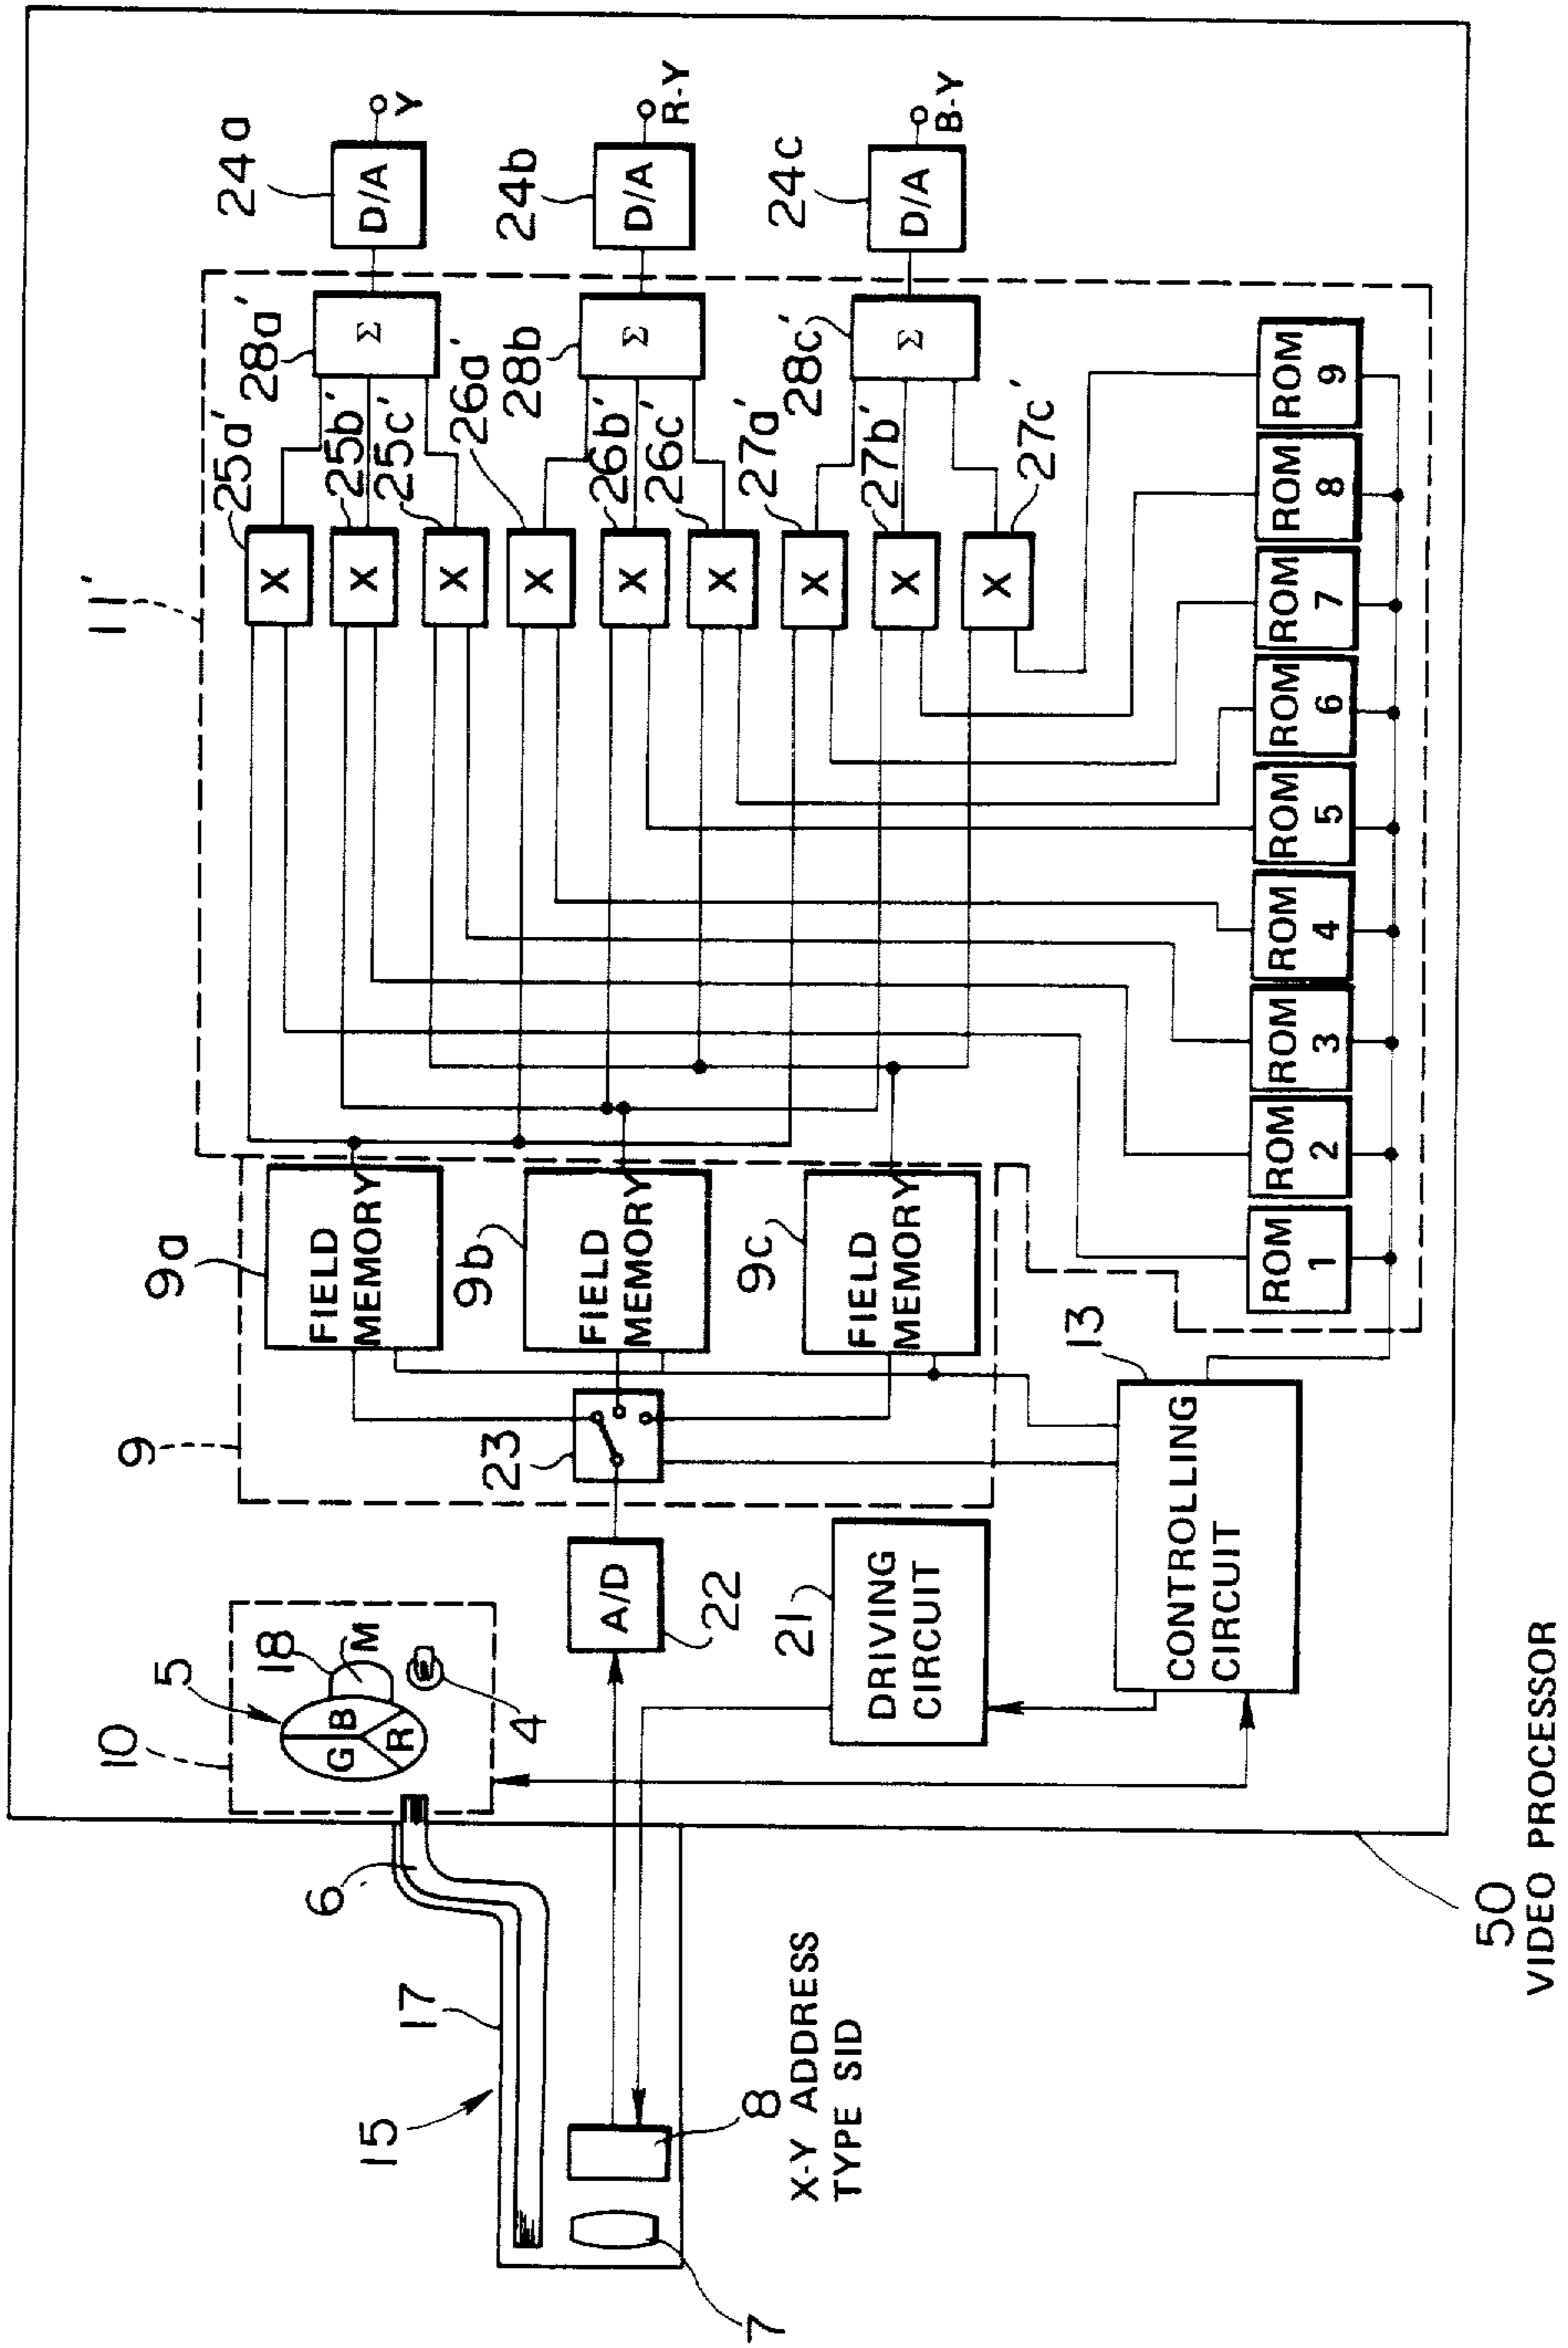 10
5
18
M
G
B
R
4
6
17
15
8
X-Y ADDRESS
TYPE SID
7
9
9a
FIELD
MEMORY
9b
FIELD
MEMORY
9c
FIELD
MEMORY
23
A/D
22
21
DRIVING
CIRCUIT
13
CONTROLLING
CIRCUIT
11'
25a'
X
25b'
X
25c'
X
26a'
X
26b'
X
26c'
X
27a'
X
27b'
X
27c'
X
28a'
Σ
28b'
Σ
28c'
Σ
24a
D/A
Y
24b
D/A
R-Y
24c
D/A
B-Y
ROM
1
ROM
2
ROM
3
ROM
4
ROM
5
ROM
6
ROM
7
ROM
8
ROM
9
50
VIDEO PROCESSOR